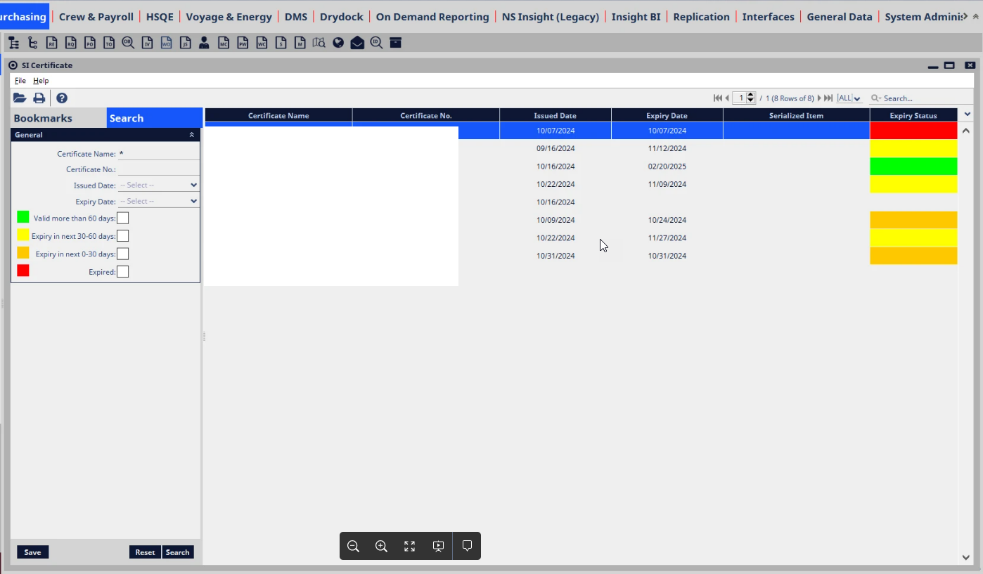 urchasing Crew & Payroll HSQE Voyage & Energy DMS Drydock On Demand Reporting NS Insight (Legacy) Insight BI Replication Interfaces General Data System Adminis
SI Certificate
File Help
1 / 1 (8 Rows of 8) ALL Search...
Bookmarks Search
Certificate Name Certificate No. Issued Date Expiry Date Serialized Item Expiry Status
General
Certificate Name: *
Certificate No.:
Issued Date: -- Select --
Expiry Date: -- Select --
Valid more than 60 days:
Expiry in next 30-60 days:
Expiry in next 0-30 days:
Expired:
10/07/2024 10/07/2024
09/16/2024 11/12/2024
10/16/2024 02/20/2025
10/22/2024 11/09/2024
10/16/2024
10/09/2024 10/24/2024
10/22/2024 11/27/2024
10/31/2024 10/31/2024
Save Reset Search